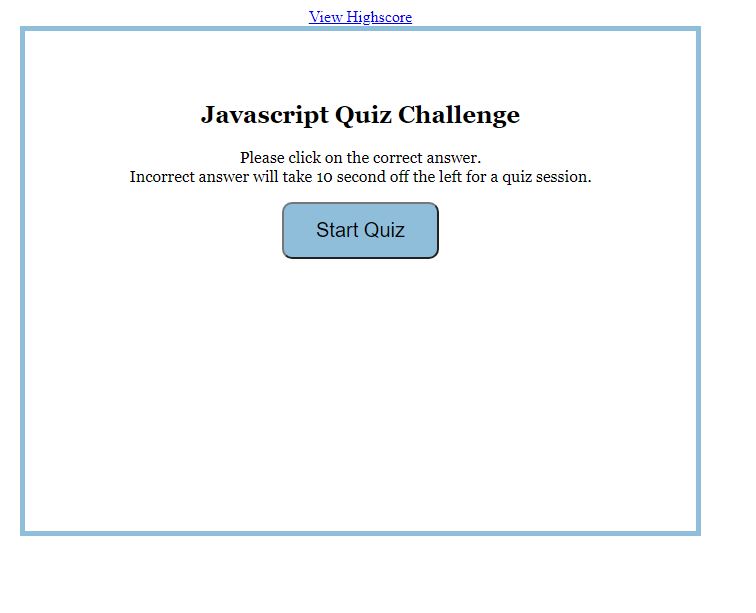 View Highscore
Javascript Quiz Challenge
Please click on the correct answer.
Incorrect answer will take 10 second off the left for a quiz session.
Start Quiz